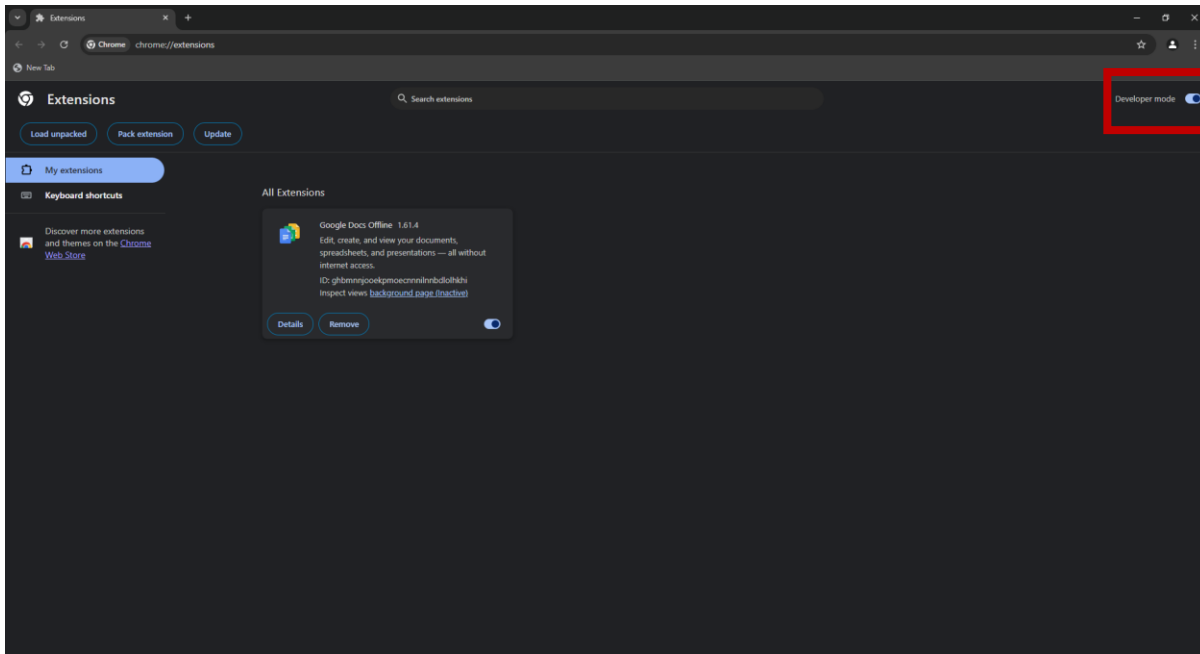 Extensions
Chrome chrome://extensions
New Tab
Extensions
Search extensions
Developer mode
Load unpacked
Pack extension
Update
My extensions
Keyboard shortcuts
Discover more extensions
and themes on the Chrome
Web Store
All Extensions
Google Docs Offline 1.61.4
Edit, create, and view your documents,
spreadsheets, and presentations — all without
internet access.
ID: ghbmnnjooekpmoecnnnilnnbdlolhkhi
Inspect views background page (Inactive)
Details
Remove